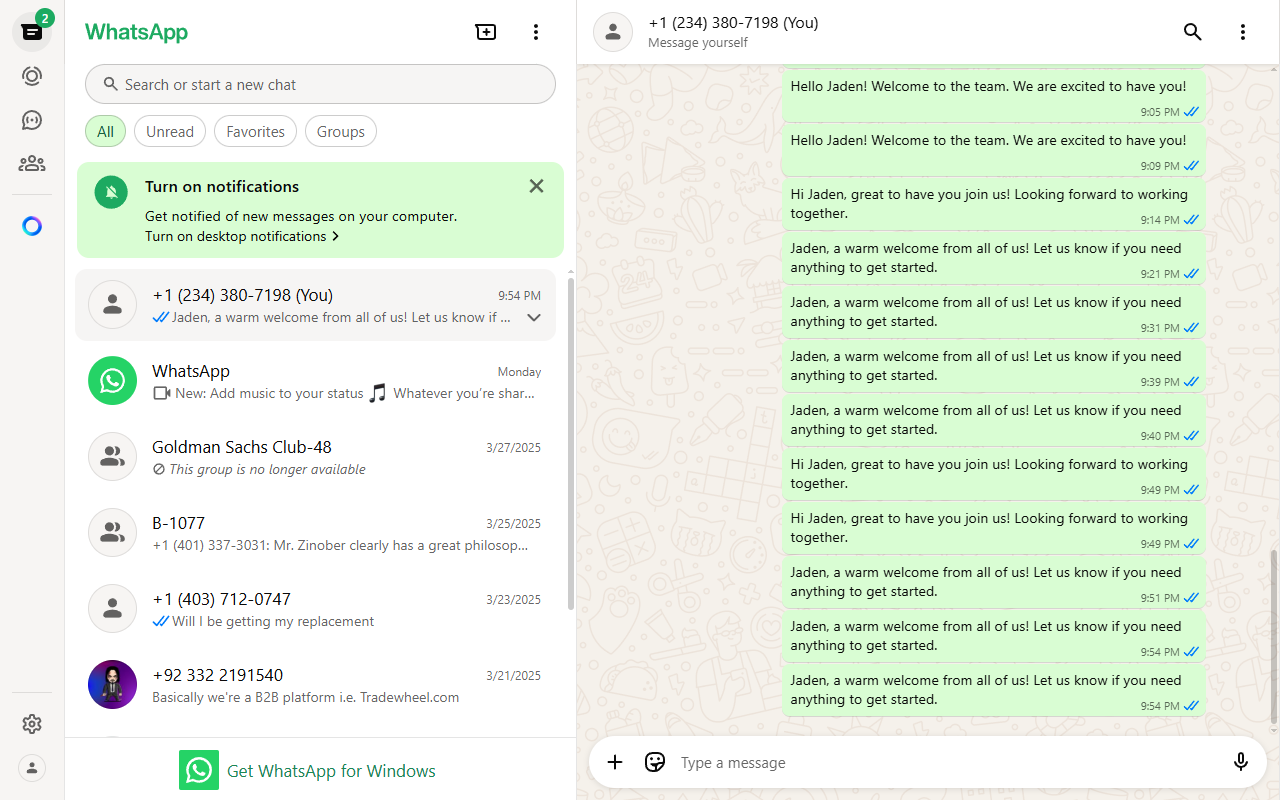 2
WhatsApp
Search or start a new chat
All
Unread
Favorites
Groups
Turn on notifications
Get notified of new messages on your computer.
Turn on desktop notifications
+1 (234) 380-7198 (You)
9:54 PM
Jaden, a warm welcome from all of us! Let us know if ...
WhatsApp
Monday
New: Add music to your status 🎵 Whatever you're shar...
Goldman Sachs Club-48
3/27/2025
This group is no longer available
B-1077
3/25/2025
+1 (401) 337-3031: Mr. Zinober clearly has a great philosop...
+1 (403) 712-0747
3/23/2025
Will I be getting my replacement
+92 332 2191540
3/21/2025
Basically we're a B2B platform i.e. Tradewheel.com
Get WhatsApp for Windows
+1 (234) 380-7198 (You)
Message yourself
Hello Jaden! Welcome to the team. We are excited to have you!
9:05 PM
Hello Jaden! Welcome to the team. We are excited to have you!
9:09 PM
Hi Jaden, great to have you join us! Looking forward to working
together.
9:14 PM
Jaden, a warm welcome from all of us! Let us know if you need
anything to get started.
9:21 PM
Jaden, a warm welcome from all of us! Let us know if you need
anything to get started.
9:31 PM
Jaden, a warm welcome from all of us! Let us know if you need
anything to get started.
9:39 PM
Jaden, a warm welcome from all of us! Let us know if you need
anything to get started.
9:40 PM
Hi Jaden, great to have you join us! Looking forward to working
together.
9:49 PM
Hi Jaden, great to have you join us! Looking forward to working
together.
9:49 PM
Jaden, a warm welcome from all of us! Let us know if you need
anything to get started.
9:51 PM
Jaden, a warm welcome from all of us! Let us know if you need
anything to get started.
9:54 PM
Jaden, a warm welcome from all of us! Let us know if you need
anything to get started.
9:54 PM
Type a message